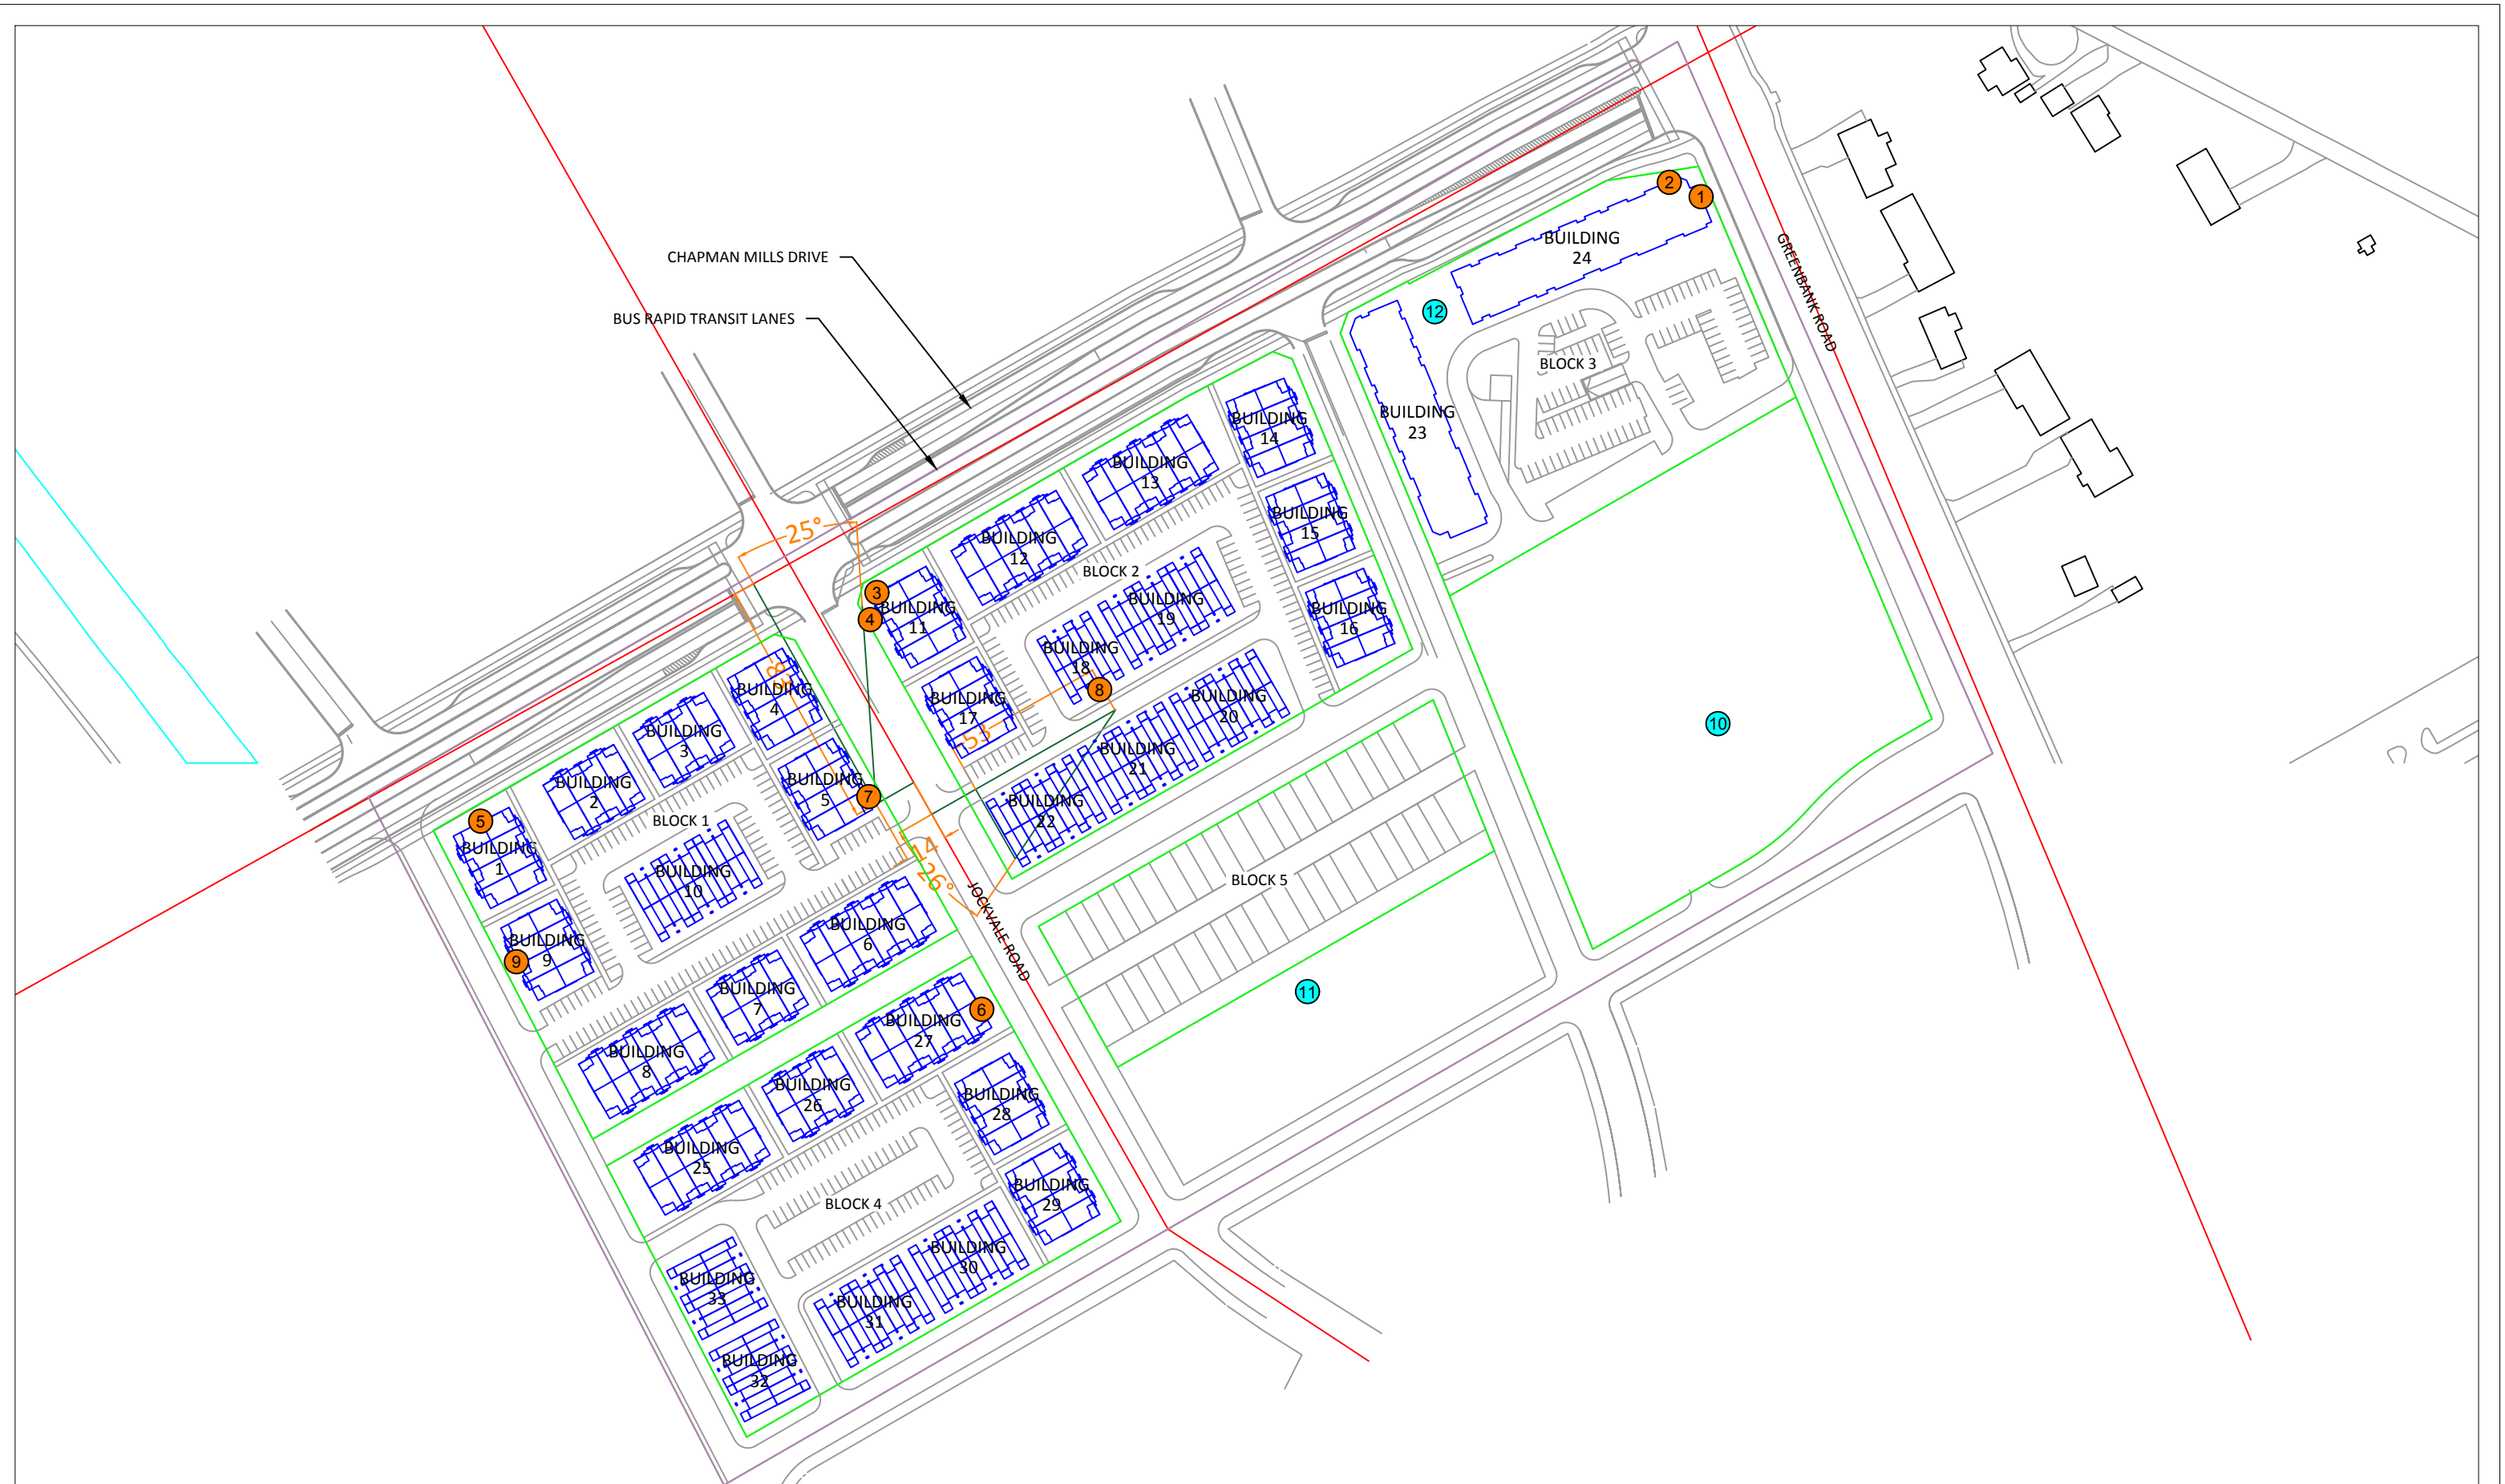 CHAPMAN MILLS DRIVE
BUS RAPID TRANSIT LANES
GREENBANK ROAD
JOCKVALE ROAD
2
1
BUILDING
24
12
BLOCK 3
BUILDING
23
BUILDING
14
BUILDING
13
BUILDING
15
BUILDING
12
25°
BLOCK 2
3
4
BUILDING
11
BUILDING
19
BUILDING
16
BUILDING
18
8
BUILDING
17
53
BUILDING
20
BUILDING
21
BUILDING
22
10
38
BUILDING
4
BUILDING
3
BUILDING
5
7
BUILDING
2
5
BLOCK 1
BUILDING
1
BUILDING
10
14
26°
BLOCK 5
BUILDING
6
BUILDING
9
9
BUILDING
7
11
6
BUILDING
27
BUILDING
8
BUILDING
26
BUILDING
28
BUILDING
25
BLOCK 4
BUILDING
29
BUILDING
30
BUILDING
33
BUILDING
31
BUILDING
32